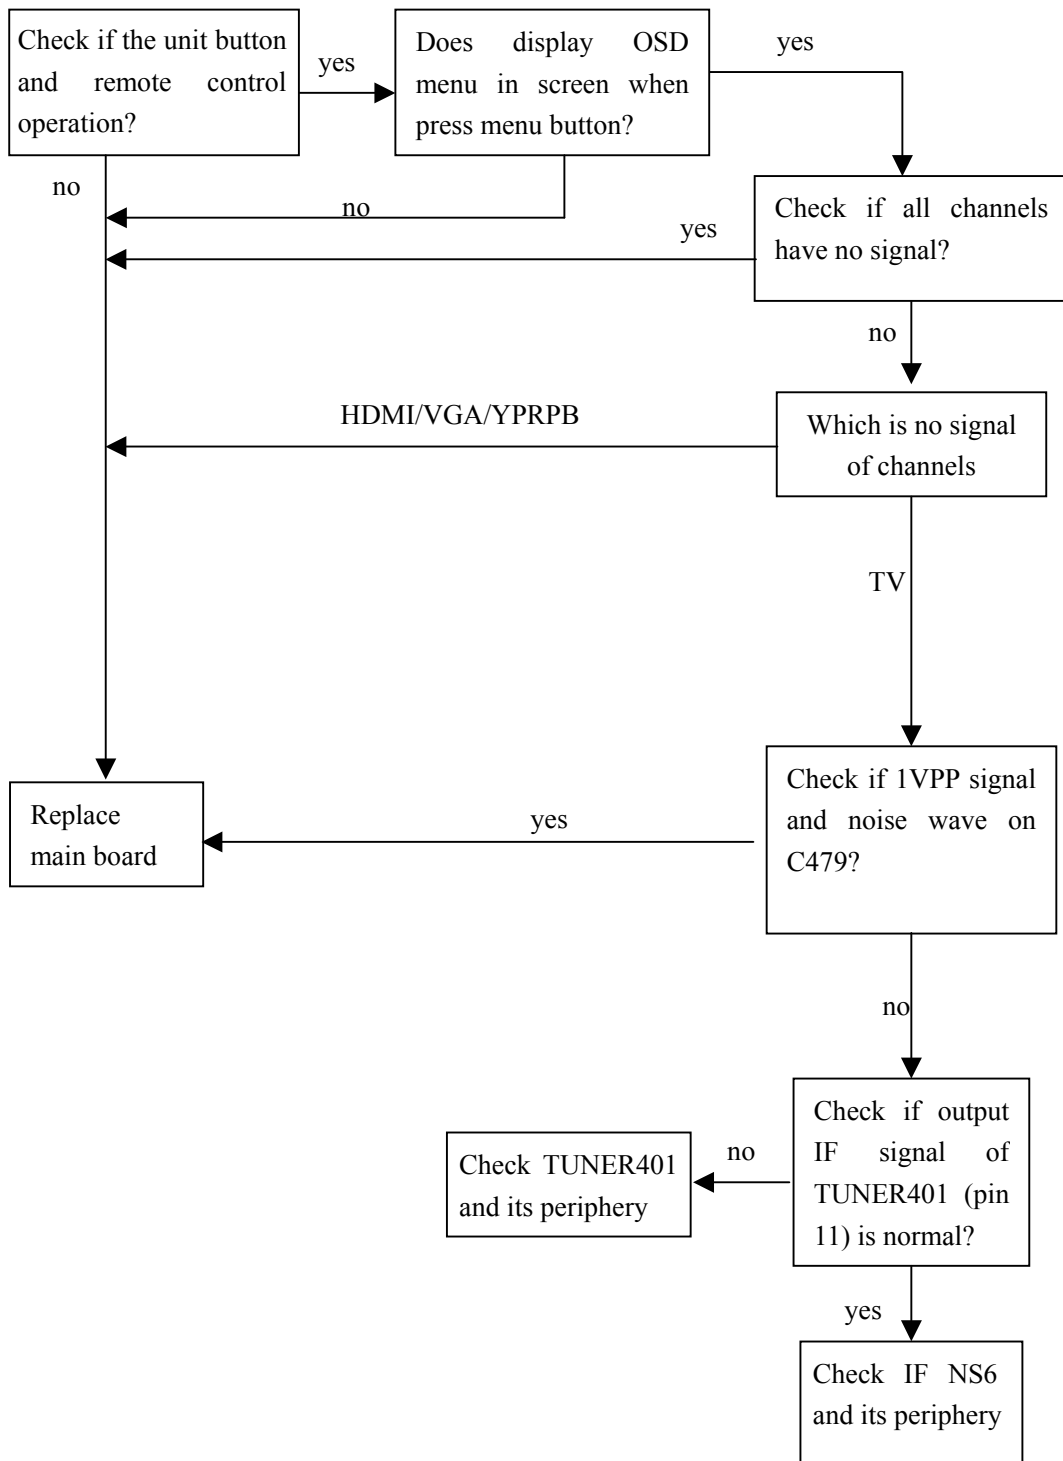 Check if the unit button
and remote control
operation?
yes
Does display OSD
menu in screen when
press menu button?
yes
no
no
Check if all channels
have no signal?
yes
no
HDMI/VGA/YPRPB
Which is no signal
of channels
TV
Replace
main board
yes
Check if 1VPP signal
and noise wave on
C479?
no
Check if output
IF signal of
TUNER401 (pin
11) is normal?
no
Check TUNER401
and its periphery
yes
Check IF NS6
and its periphery